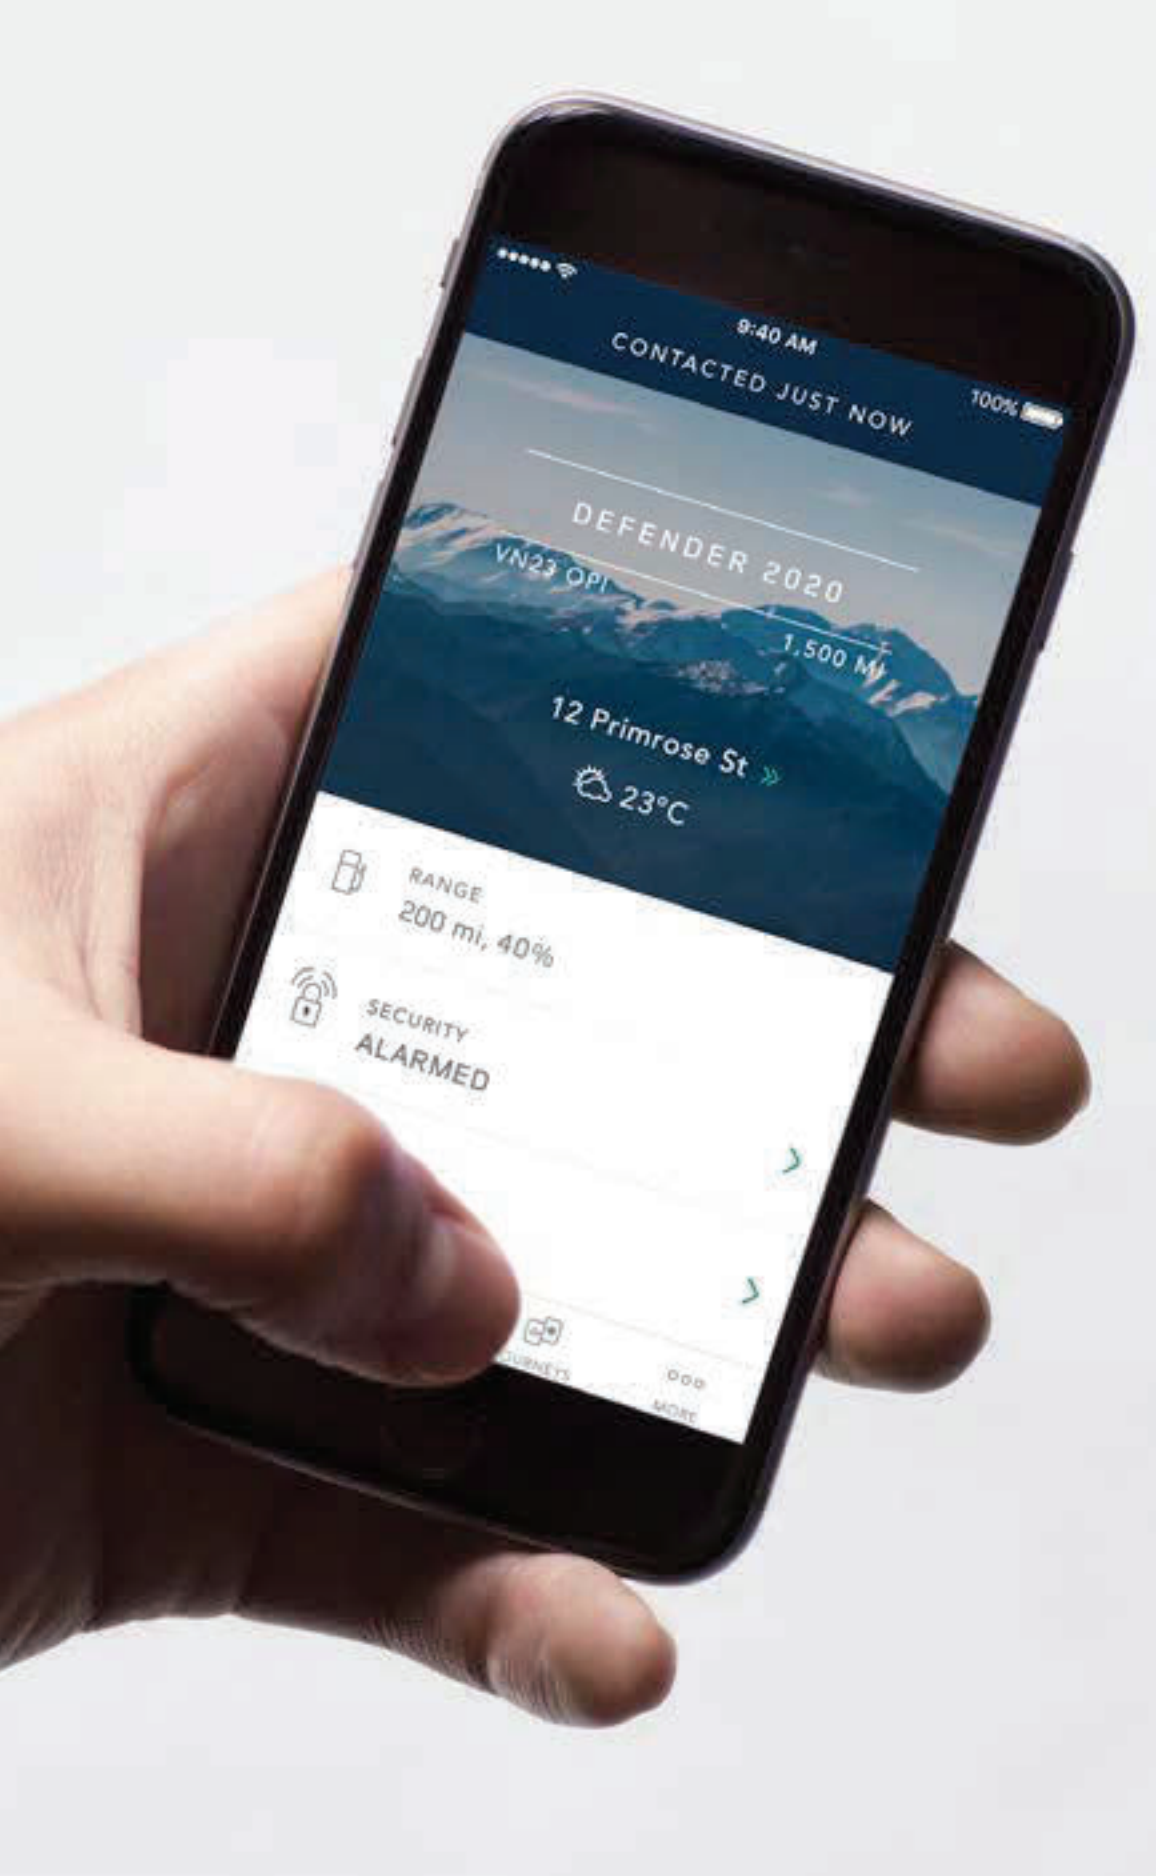 9:40 AM
100%
CONTACTED JUST NOW
DEFENDER 2020
VN23 OPI
1,500 MI
12 Primrose St »
23°C
RANGE
200 mi, 40%
SECURITY
ALARMED
MORE